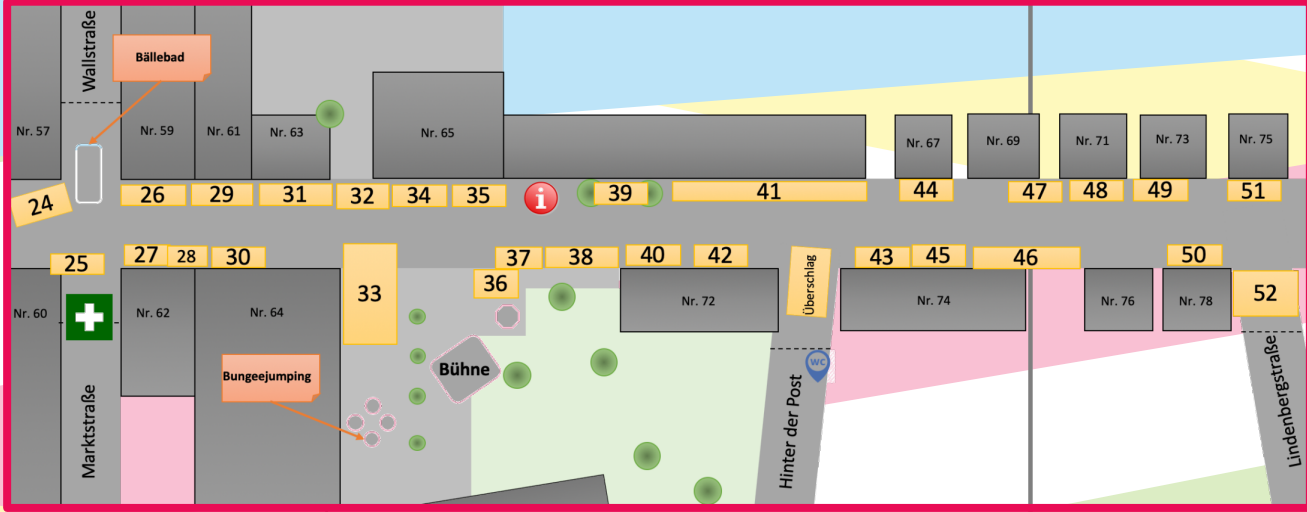 Wallstraße
Bällebad
Nr. 57
Nr. 59
Nr. 61
Nr. 63
Nr. 65
Nr. 67
Nr. 69
Nr. 71
Nr. 73
Nr. 75
24
26
29
31
32
34
35
i
39
41
44
47
48
49
51
25
27
28
30
33
36
37
38
40
42
Überschlag
43
45
46
50
52
Nr. 60
Nr. 62
Nr. 64
Nr. 72
Nr. 74
Nr. 76
Nr. 78
Bühne
WC
Bungeejumping
Marktstraße
Hinter der Post
Lindenbergstraße